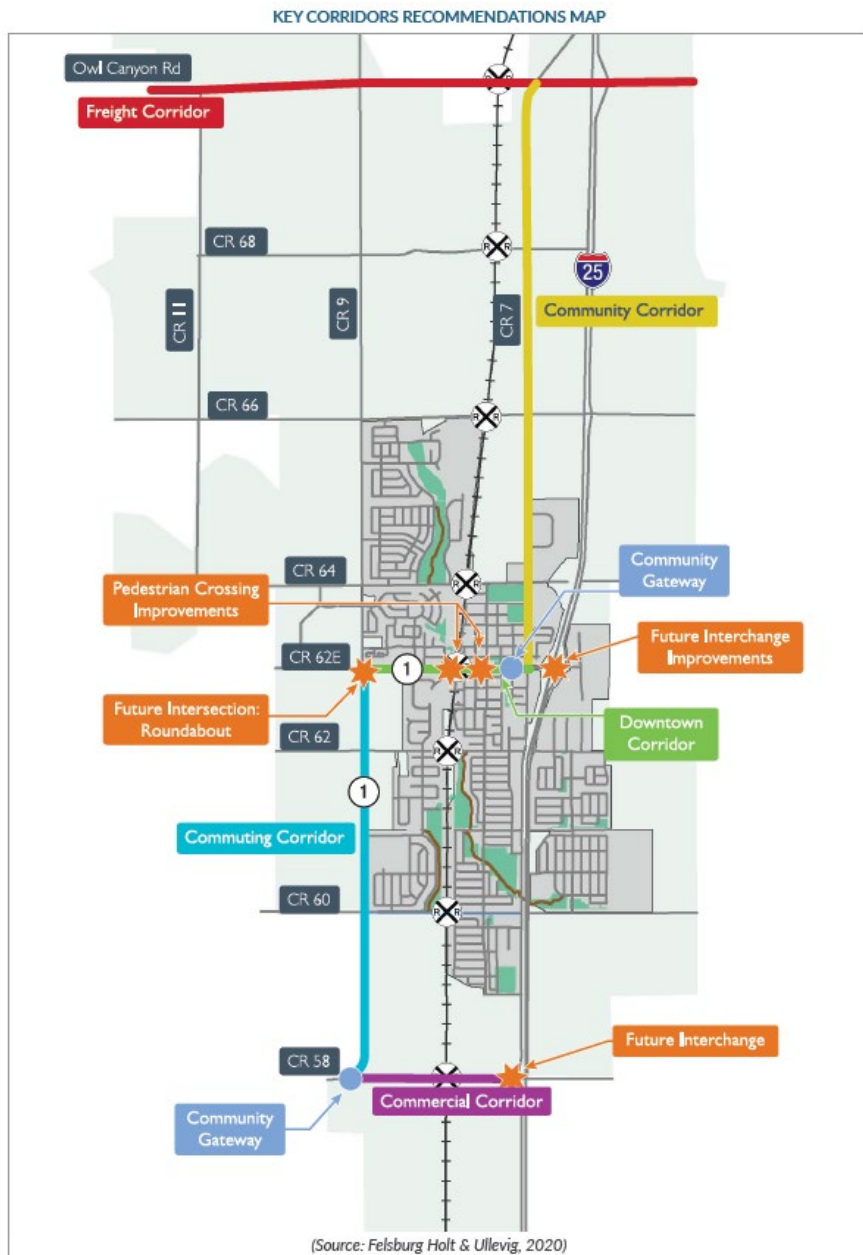 KEY CORRIDORS RECOMMENDATIONS MAP
Owl Canyon Rd
Freight Corridor
R R
CR 68
R R
25
CR 11
CR 9
CR 7
Community Corridor
CR 66
R R
Community
Gateway
CR 64
R R
Pedestrian Crossing
Improvements
Future Interchange
Improvements
CR 62E
1
Future Intersection:
Roundabout
Downtown
Corridor
CR 62
R R
1
Commuting Corridor
CR 60
R R
Future Interchange
CR 58
Commercial Corridor
Community
Gateway
(Source: Felsburg Holt & Ullevig, 2020)